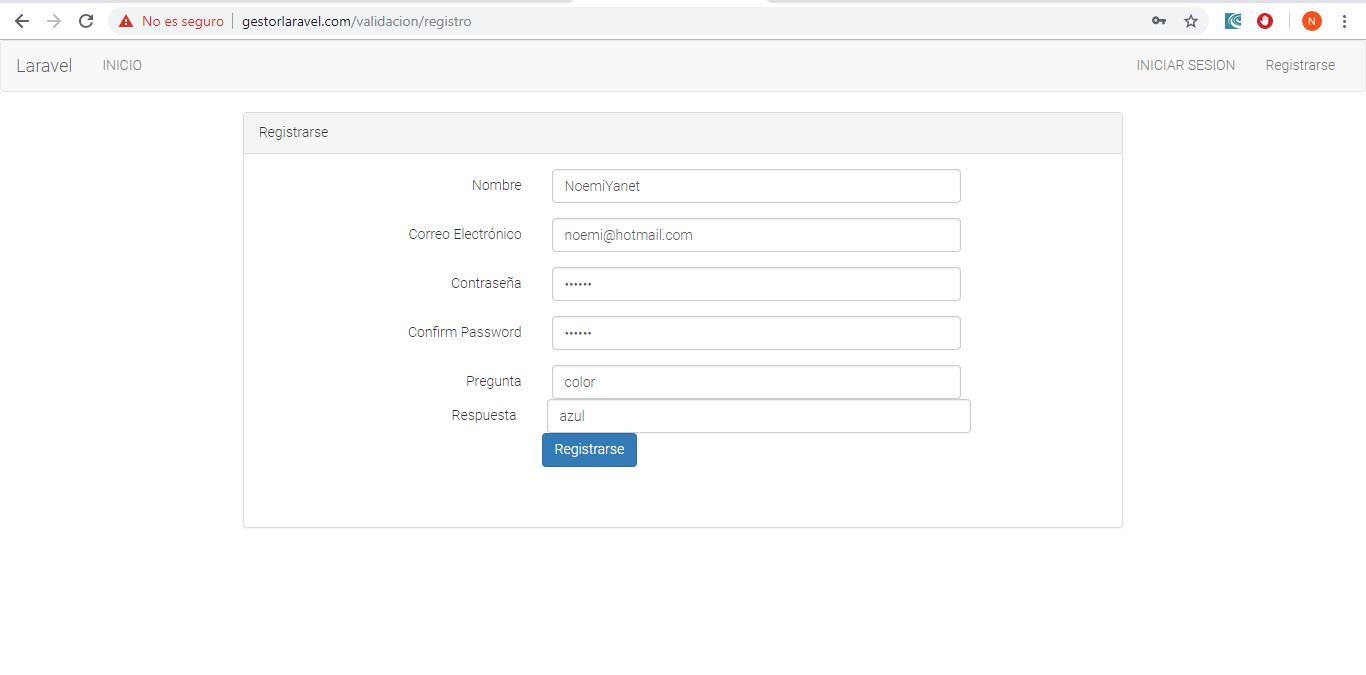 No es seguro gestorlaravel.com/validacion/registro N
Laravel INICIO INICIAR SESION Registrarse
Registrarse
Nombre NoemiYanet
Correo Electrónico noemi@hotmail.com
Contraseña ••••••
Confirm Password ••••••
Pregunta color
Respuesta azul
Registrarse